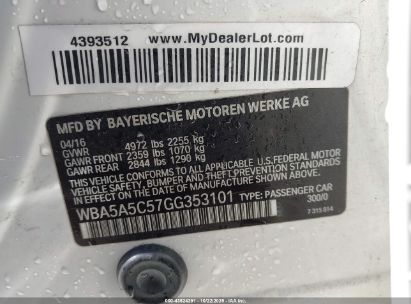 4393512 www.MyDealerLot.com
MFD BY BAYERISCHE MOTOREN WERKE AG
04/16
GVWR 4972 lbs 2255 kg
GAWR FRONT 2359 lbs 1070 kg
GAWR REAR 2844 lbs 1290 kg
THIS VEHICLE CONFORMS TO ALL APPLICABLE U.S. FEDERAL MOTOR
VEHICLE SAFETY, BUMPER, AND THEFT PREVENTION STANDARDS
IN EFFECT ON THE DATE OF MANUFACTURE SHOWN ABOVE.
WBA5A5C57GG353101 TYPE: PASSENGER CAR
300/0
7 315 514